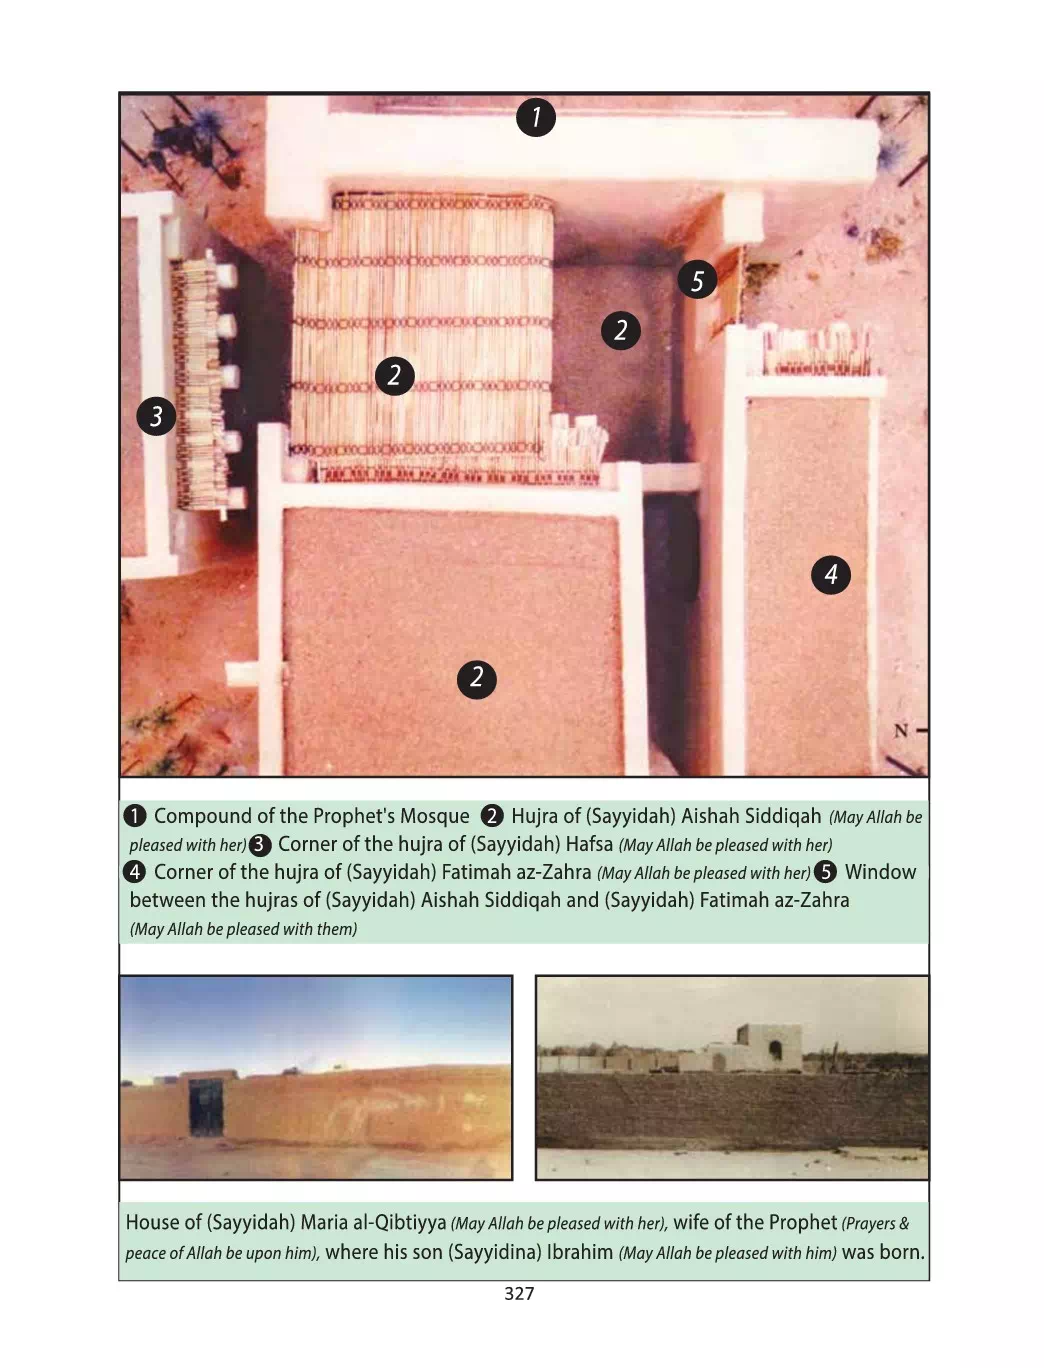 1
5
2
2
3
4
2
N
1 Compound of the Prophet's Mosque 2 Hujra of (Sayyidah) Aishah Siddiqah (May Allah be
pleased with her) 3 Corner of the hujra of (Sayyidah) Hafsa (May Allah be pleased with her)
4 Corner of the hujra of (Sayyidah) Fatimah az-Zahra (May Allah be pleased with her) 5 Window
between the hujras of (Sayyidah) Aishah Siddiqah and (Sayyidah) Fatimah az-Zahra
(May Allah be pleased with them)
House of (Sayyidah) Maria al-Qibtiyya (May Allah be pleased with her), wife of the Prophet (Prayers &
peace of Allah be upon him), where his son (Sayyidina) Ibrahim (May Allah be pleased with him) was born.
327